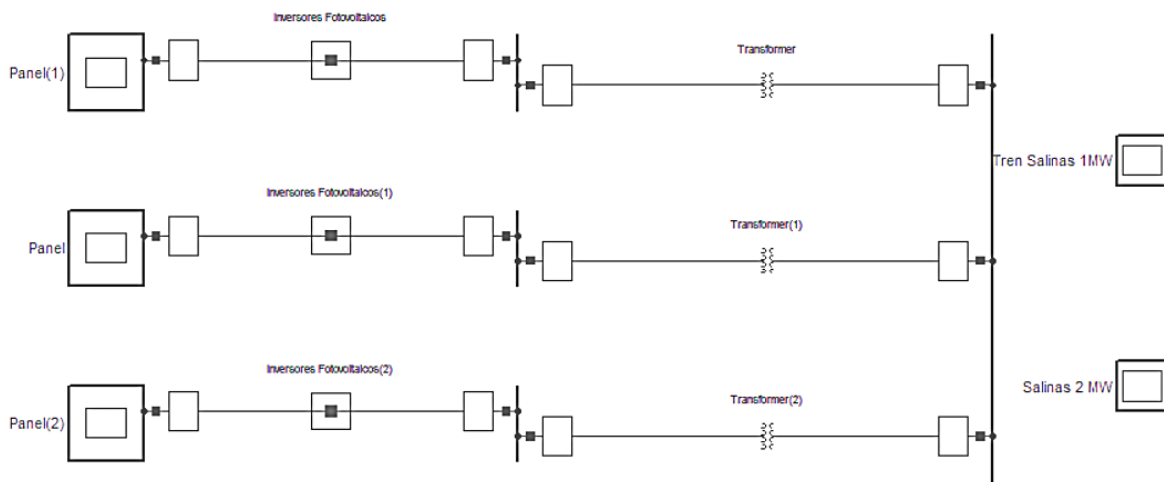 Inversores Fotovoltaicos
Transformer
Panel(1)
Tren Salinas 1MW
Inversores Fotovoltaicos(1)
Transformer(1)
Panel
Inversores Fotovoltaicos(2)
Transformer(2)
Salinas 2 MW
Panel(2)